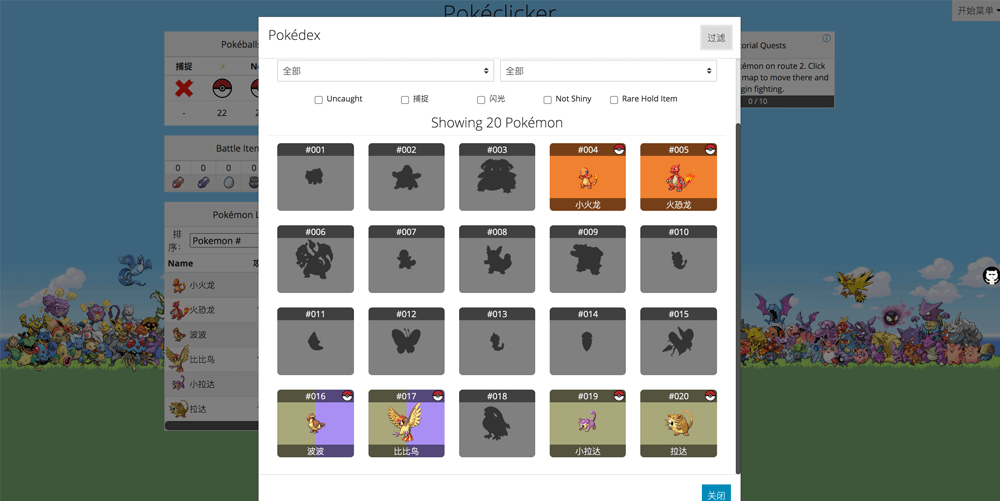 Pokéclicker
开始菜单
Pokéballs
捕捉
-
22
Battle Item
0 0 0 0
Pokémon L
排序:
Pokemon #
Name
小火龙
火恐龙
波波
比比鸟
小拉达
拉达
Pokédex
过滤
全部
全部
Uncaught
捕捉
闪光
Not Shiny
Rare Hold Item
Showing 20 Pokémon
#001
#002
#003
#004
#005
小火龙
火恐龙
#006
#007
#008
#009
#010
#011
#012
#013
#014
#015
#016
#017
#018
#019
#020
波波
比比鸟
小拉达
拉达
关闭
torial Quests
émon on route 2. Click
map to move there and
gin fighting.
0 / 10